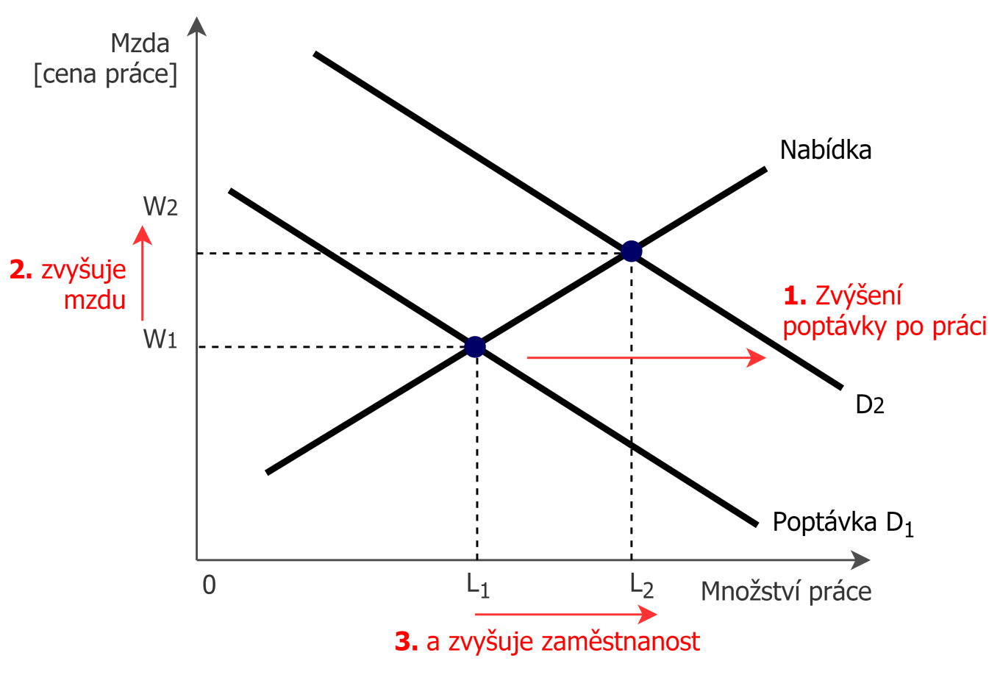 Mzda
[cena práce]
Nabídka
W2
2. zvyšuje
mzdu
1. Zvýšení
poptávky po práci
W1
D2
Poptávka D₁
0
L₁
L₂
Množství práce
3. a zvyšuje zaměstnanost